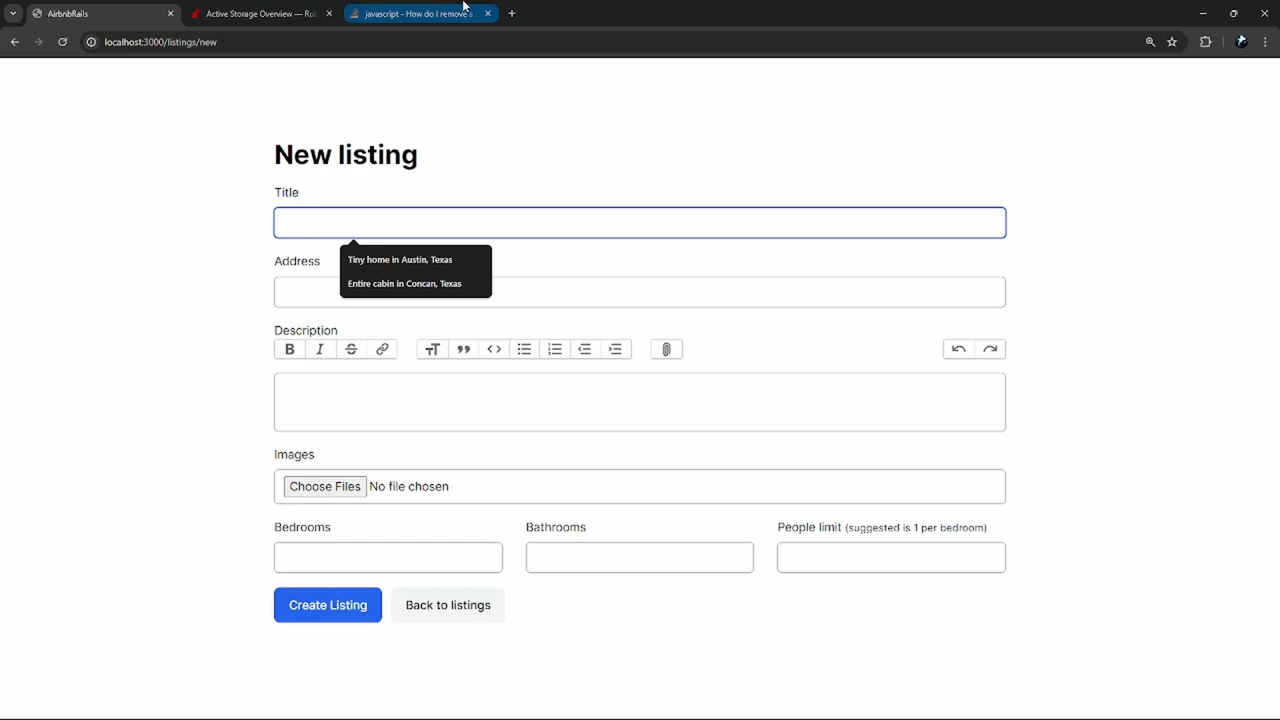 AirbnbRails
Active Storage Overview — Ru
javascript - How do I remove a
localhost:3000/listings/new
New listing
Title
Tiny home in Austin, Texas
Entire cabin in Concan, Texas
Address
Description
Images
Choose Files No file chosen
Bedrooms Bathrooms People limit (suggested is 1 per bedroom)
Create Listing Back to listings